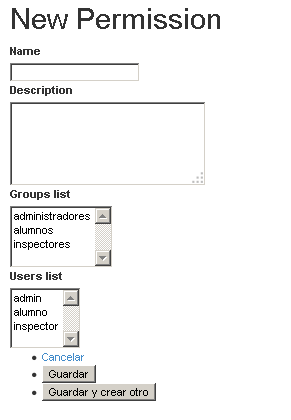 New Permission
Name
Description
Groups list
administradores
alumnos
inspectores
Users list
admin
alumno
inspector
Cancelar
Guardar
Guardar y crear otro